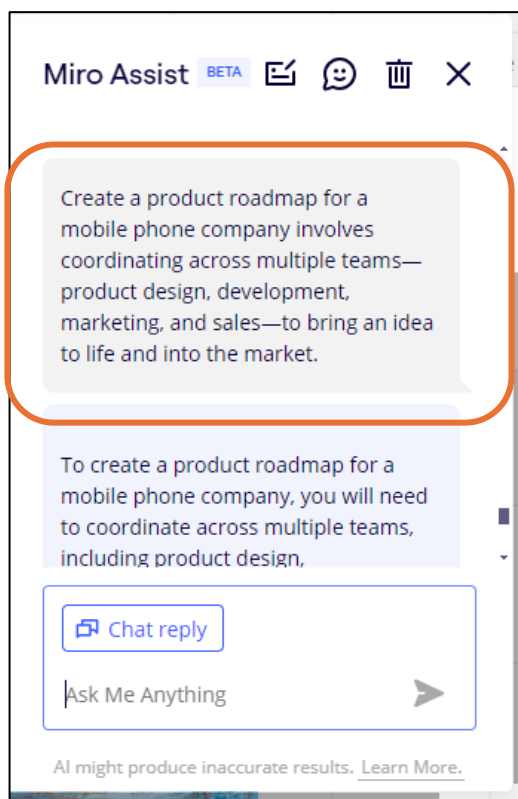 Miro Assist BETA
Create a product roadmap for a
mobile phone company involves
coordinating across multiple teams—
product design, development,
marketing, and sales—to bring an idea
to life and into the market.
To create a product roadmap for a
mobile phone company, you will need
to coordinate across multiple teams,
including product design,
Chat reply
Ask Me Anything
AI might produce inaccurate results. Learn More.